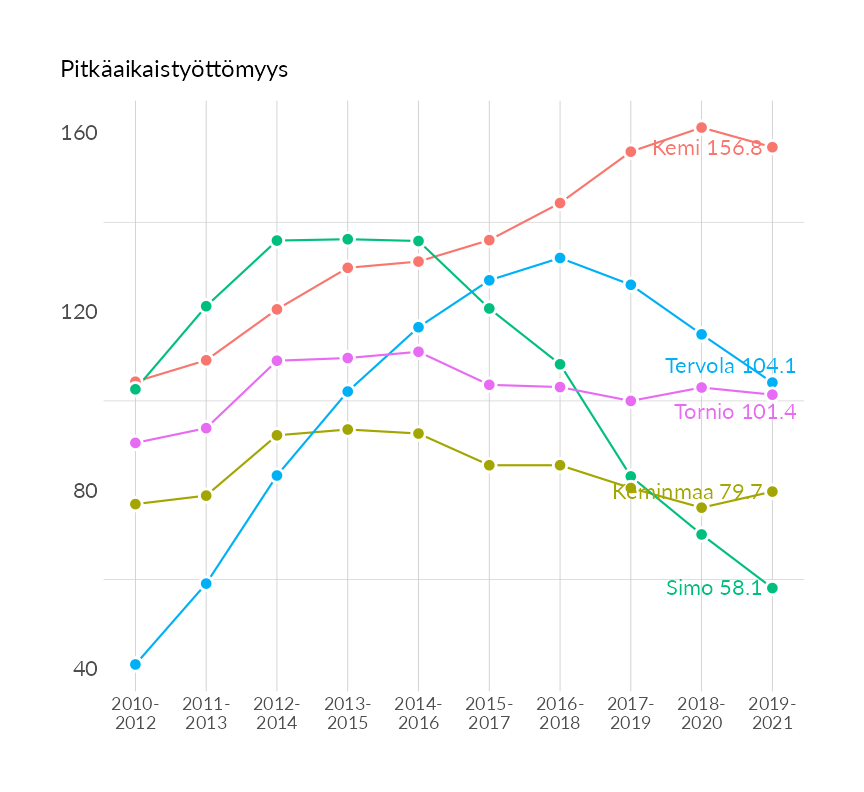 Pitkäaikaistyöttömyys
160
Kemi 156.8
120
Tervola 104.1
Tornio 101.4
80
Keminmaa 79.7
Simo 58.1
40
2010-2012
2011-2013
2012-2014
2013-2015
2014-2016
2015-2017
2016-2018
2017-2019
2018-2020
2019-2021